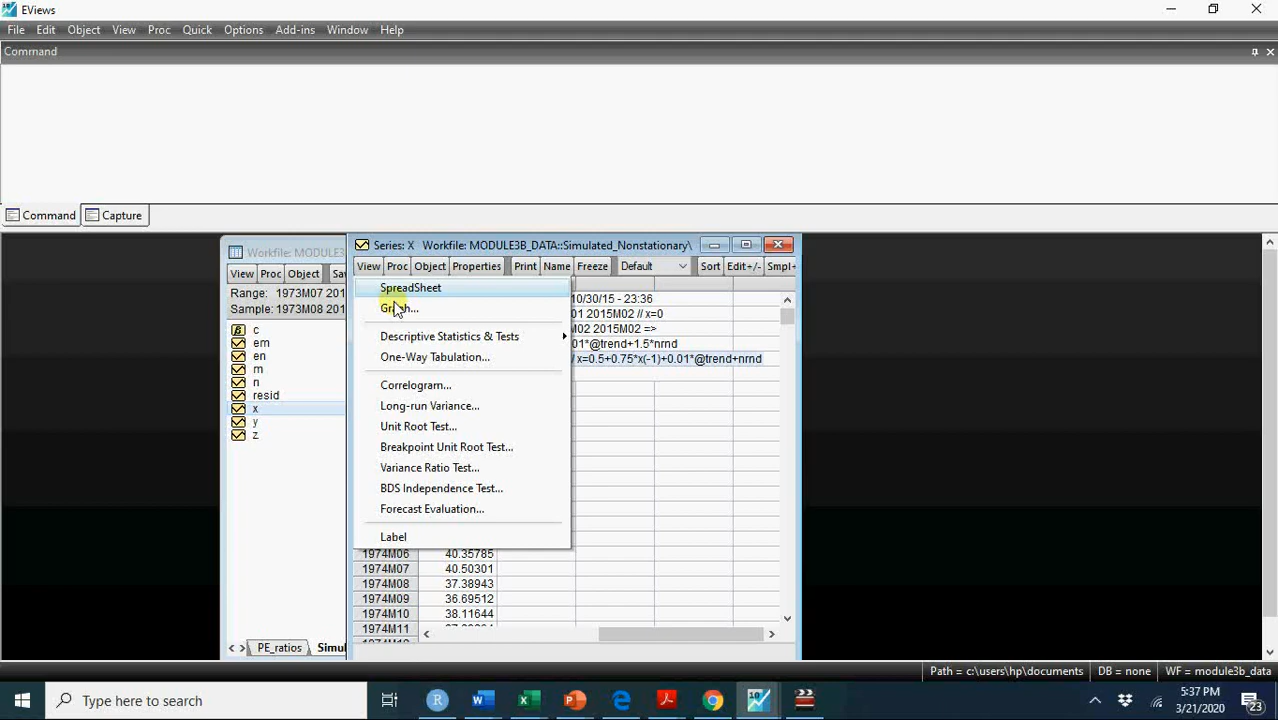 EViews
File Edit Object View Proc Quick Options Add-ins Window Help
Command
Command Capture
Workfile: MODULE3B
View Proc Object
Range: 1973M07 201
Sample: 1973M08 201
c
em
en
m
n
resid
x
y
z
PE_ratios Simul
Series: X Workfile: MODULE3B_DATA::Simulated_Nonstationary\
View Proc Object Properties Print Name Freeze Default Sort Edit+/- Smpl+
SpreadSheet
Graph...
Descriptive Statistics & Tests
One-Way Tabulation...
Correlogram...
Long-run Variance...
Unit Root Test...
Breakpoint Unit Root Test...
Variance Ratio Test...
BDS Independence Test...
Forecast Evaluation...
Label
10/30/15 - 23:36
01 2015M02 // x=0
M02 2015M02 =>
01*@trend+1.5*nrnd
// x=0.5+0.75*x(-1)+0.01*@trend+nrnd
1974M06 40.35785
1974M07 40.50301
1974M08 37.38943
1974M09 36.69512
1974M10 38.11644
1974M11
Path = c:\users\hp\documents DB = none WF = module3b_data
Type here to search
5:37 PM
3/21/2020
23